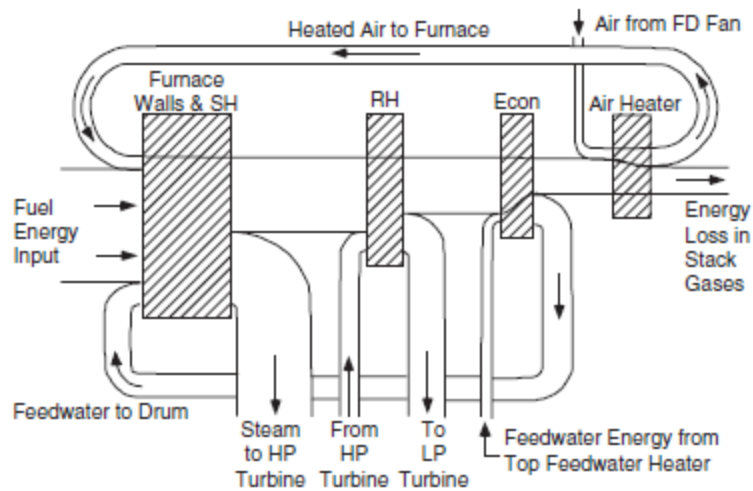 Heated Air to Furnace
Air from FD Fan
Furnace
Walls & SH
RH
Econ
Air Heater
Fuel
Energy
Input
Energy
Loss in
Stack
Gases
Feedwater to Drum
Steam
to HP
Turbine
From
HP
Turbine
To
LP
Turbine
Feedwater Energy from
Top Feedwater Heater